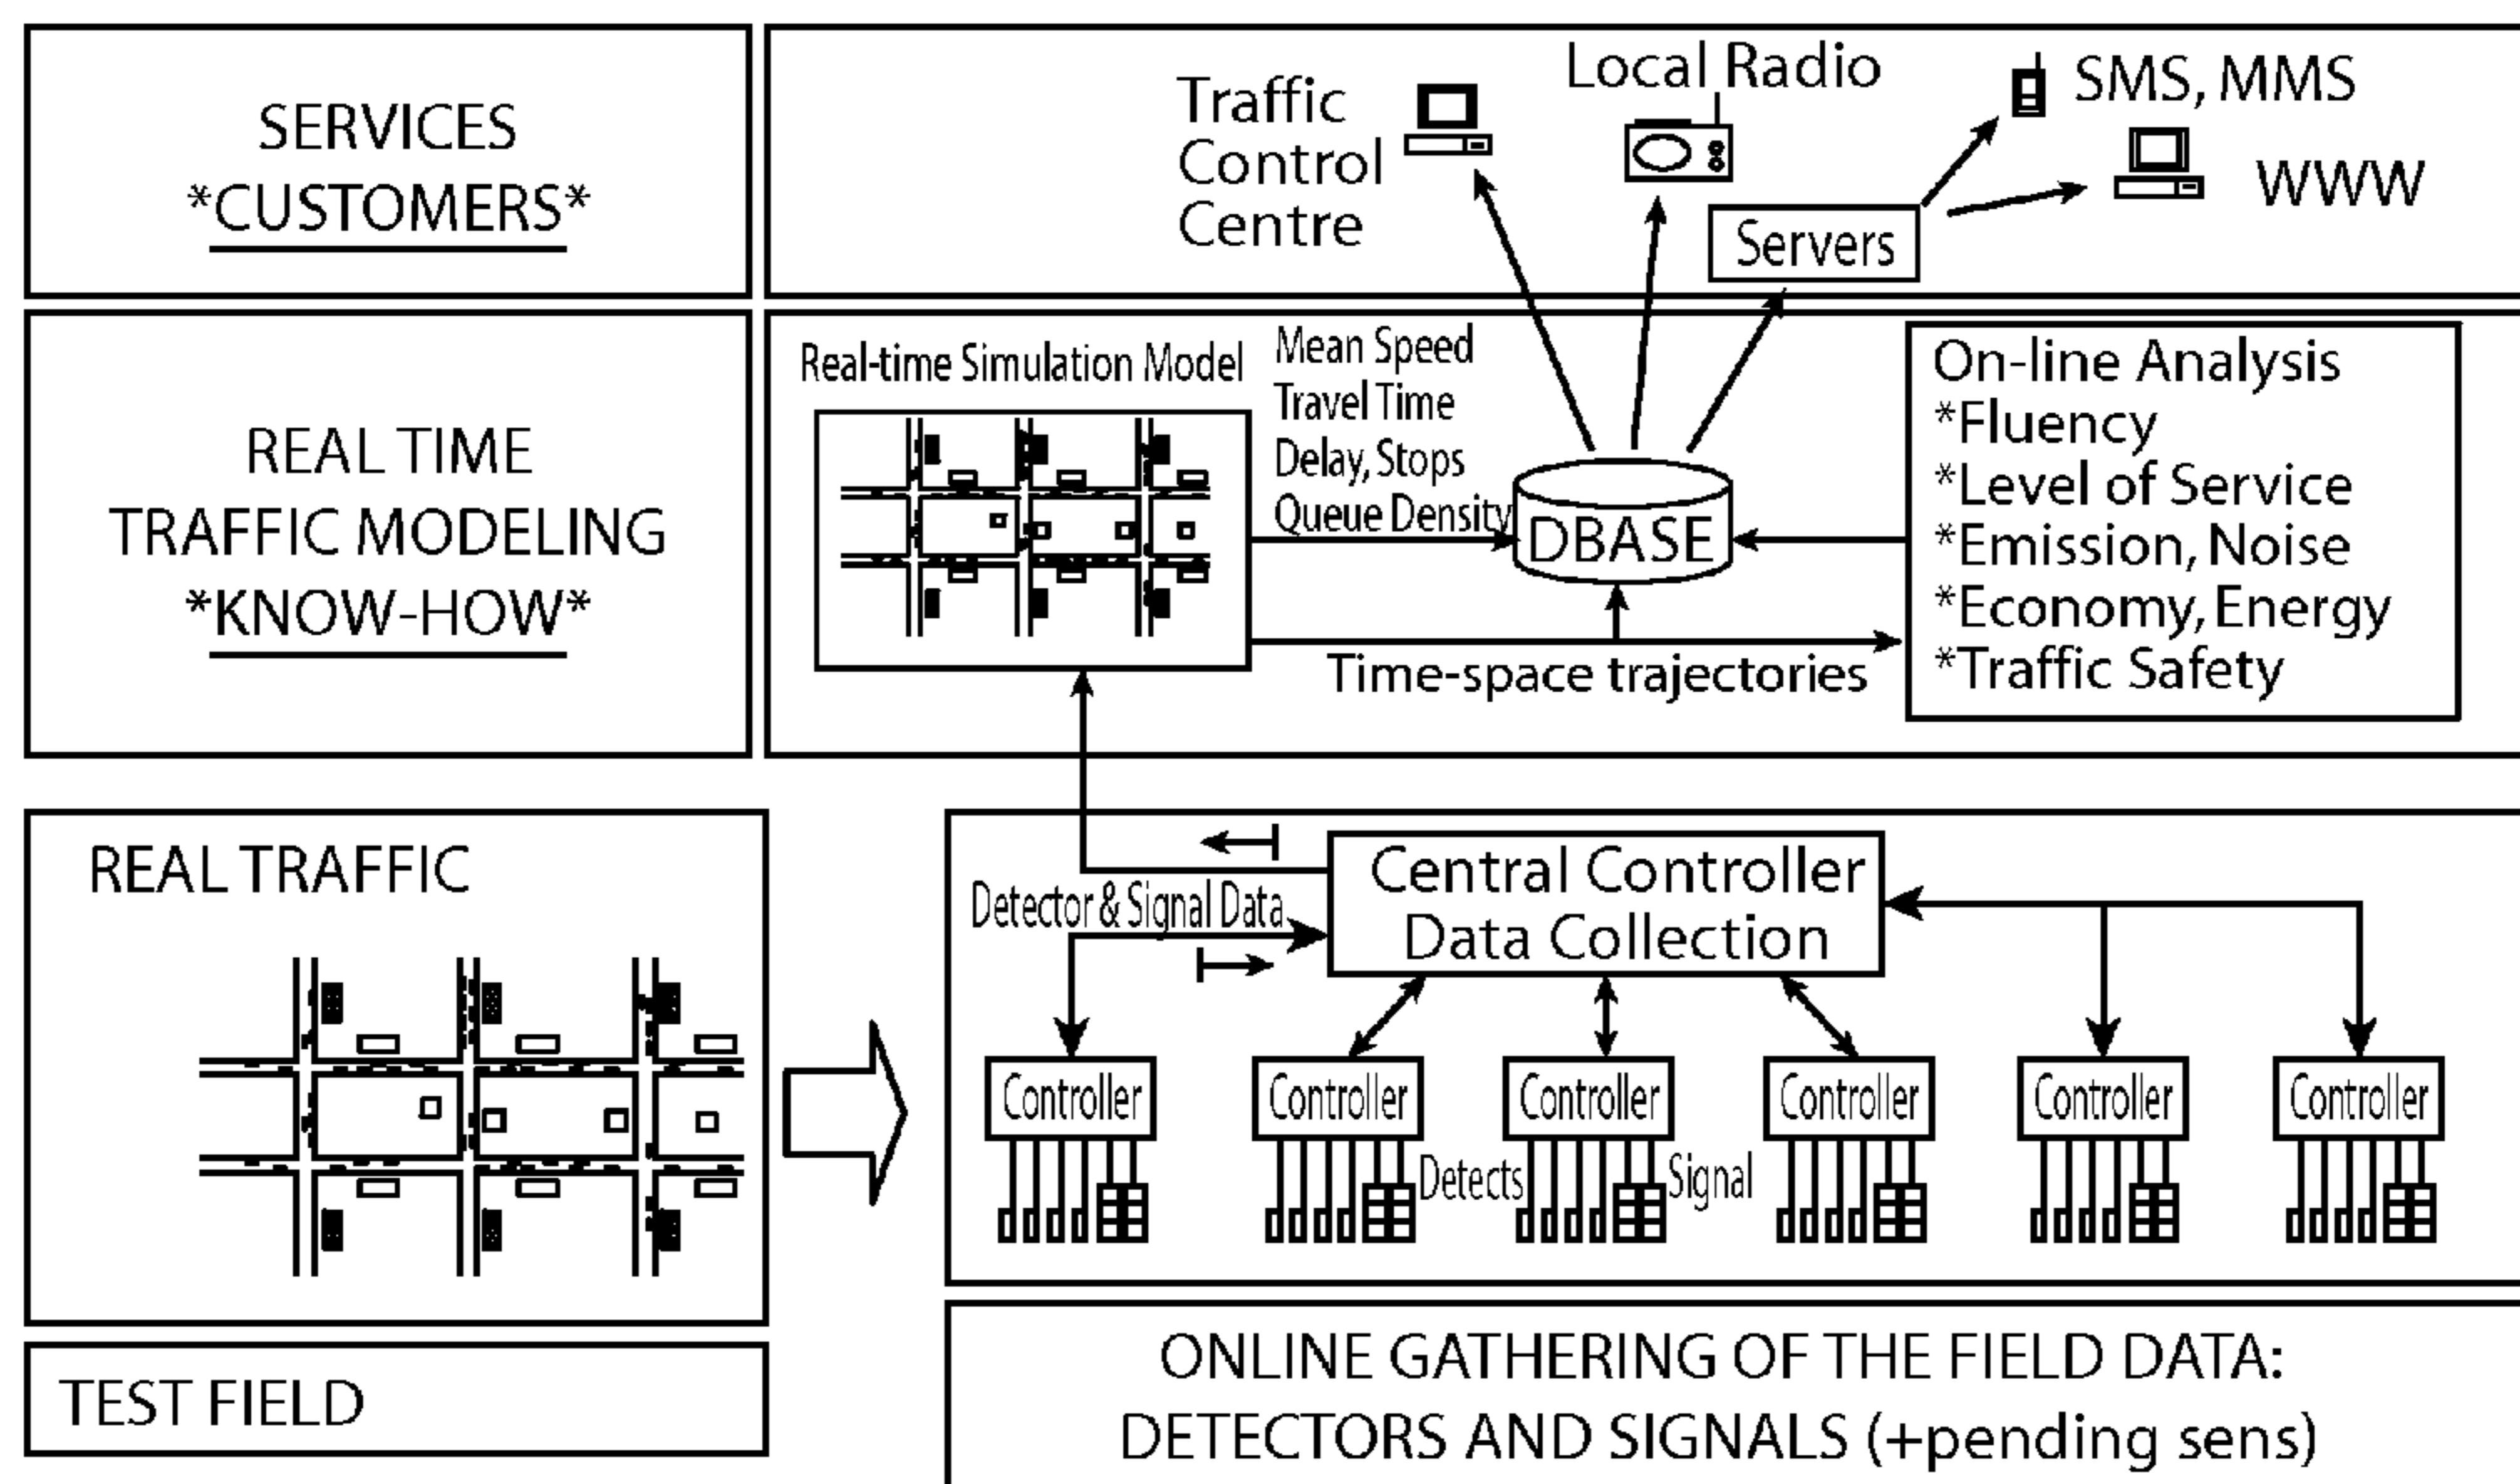 SERVICES
*CUSTOMERS*
Traffic
Control
Centre
Local Radio
SMS, MMS
WWW
Servers
REAL TIME
TRAFFIC MODELING
*KNOW-HOW*
Real-time Simulation Model
Mean Speed
Travel Time
Delay, Stops
Queue Density
DBASE
Time-space trajectories
On-line Analysis
*Fluency
*Level of Service
*Emission, Noise
*Economy, Energy
*Traffic Safety
REAL TRAFFIC
Detector & Signal Data
Central Controller
Data Collection
Controller
Controller
Controller
Controller
Controller
Controller
Detects
Signal
TEST FIELD
ONLINE GATHERING OF THE FIELD DATA:
DETECTORS AND SIGNALS (+pending sens)